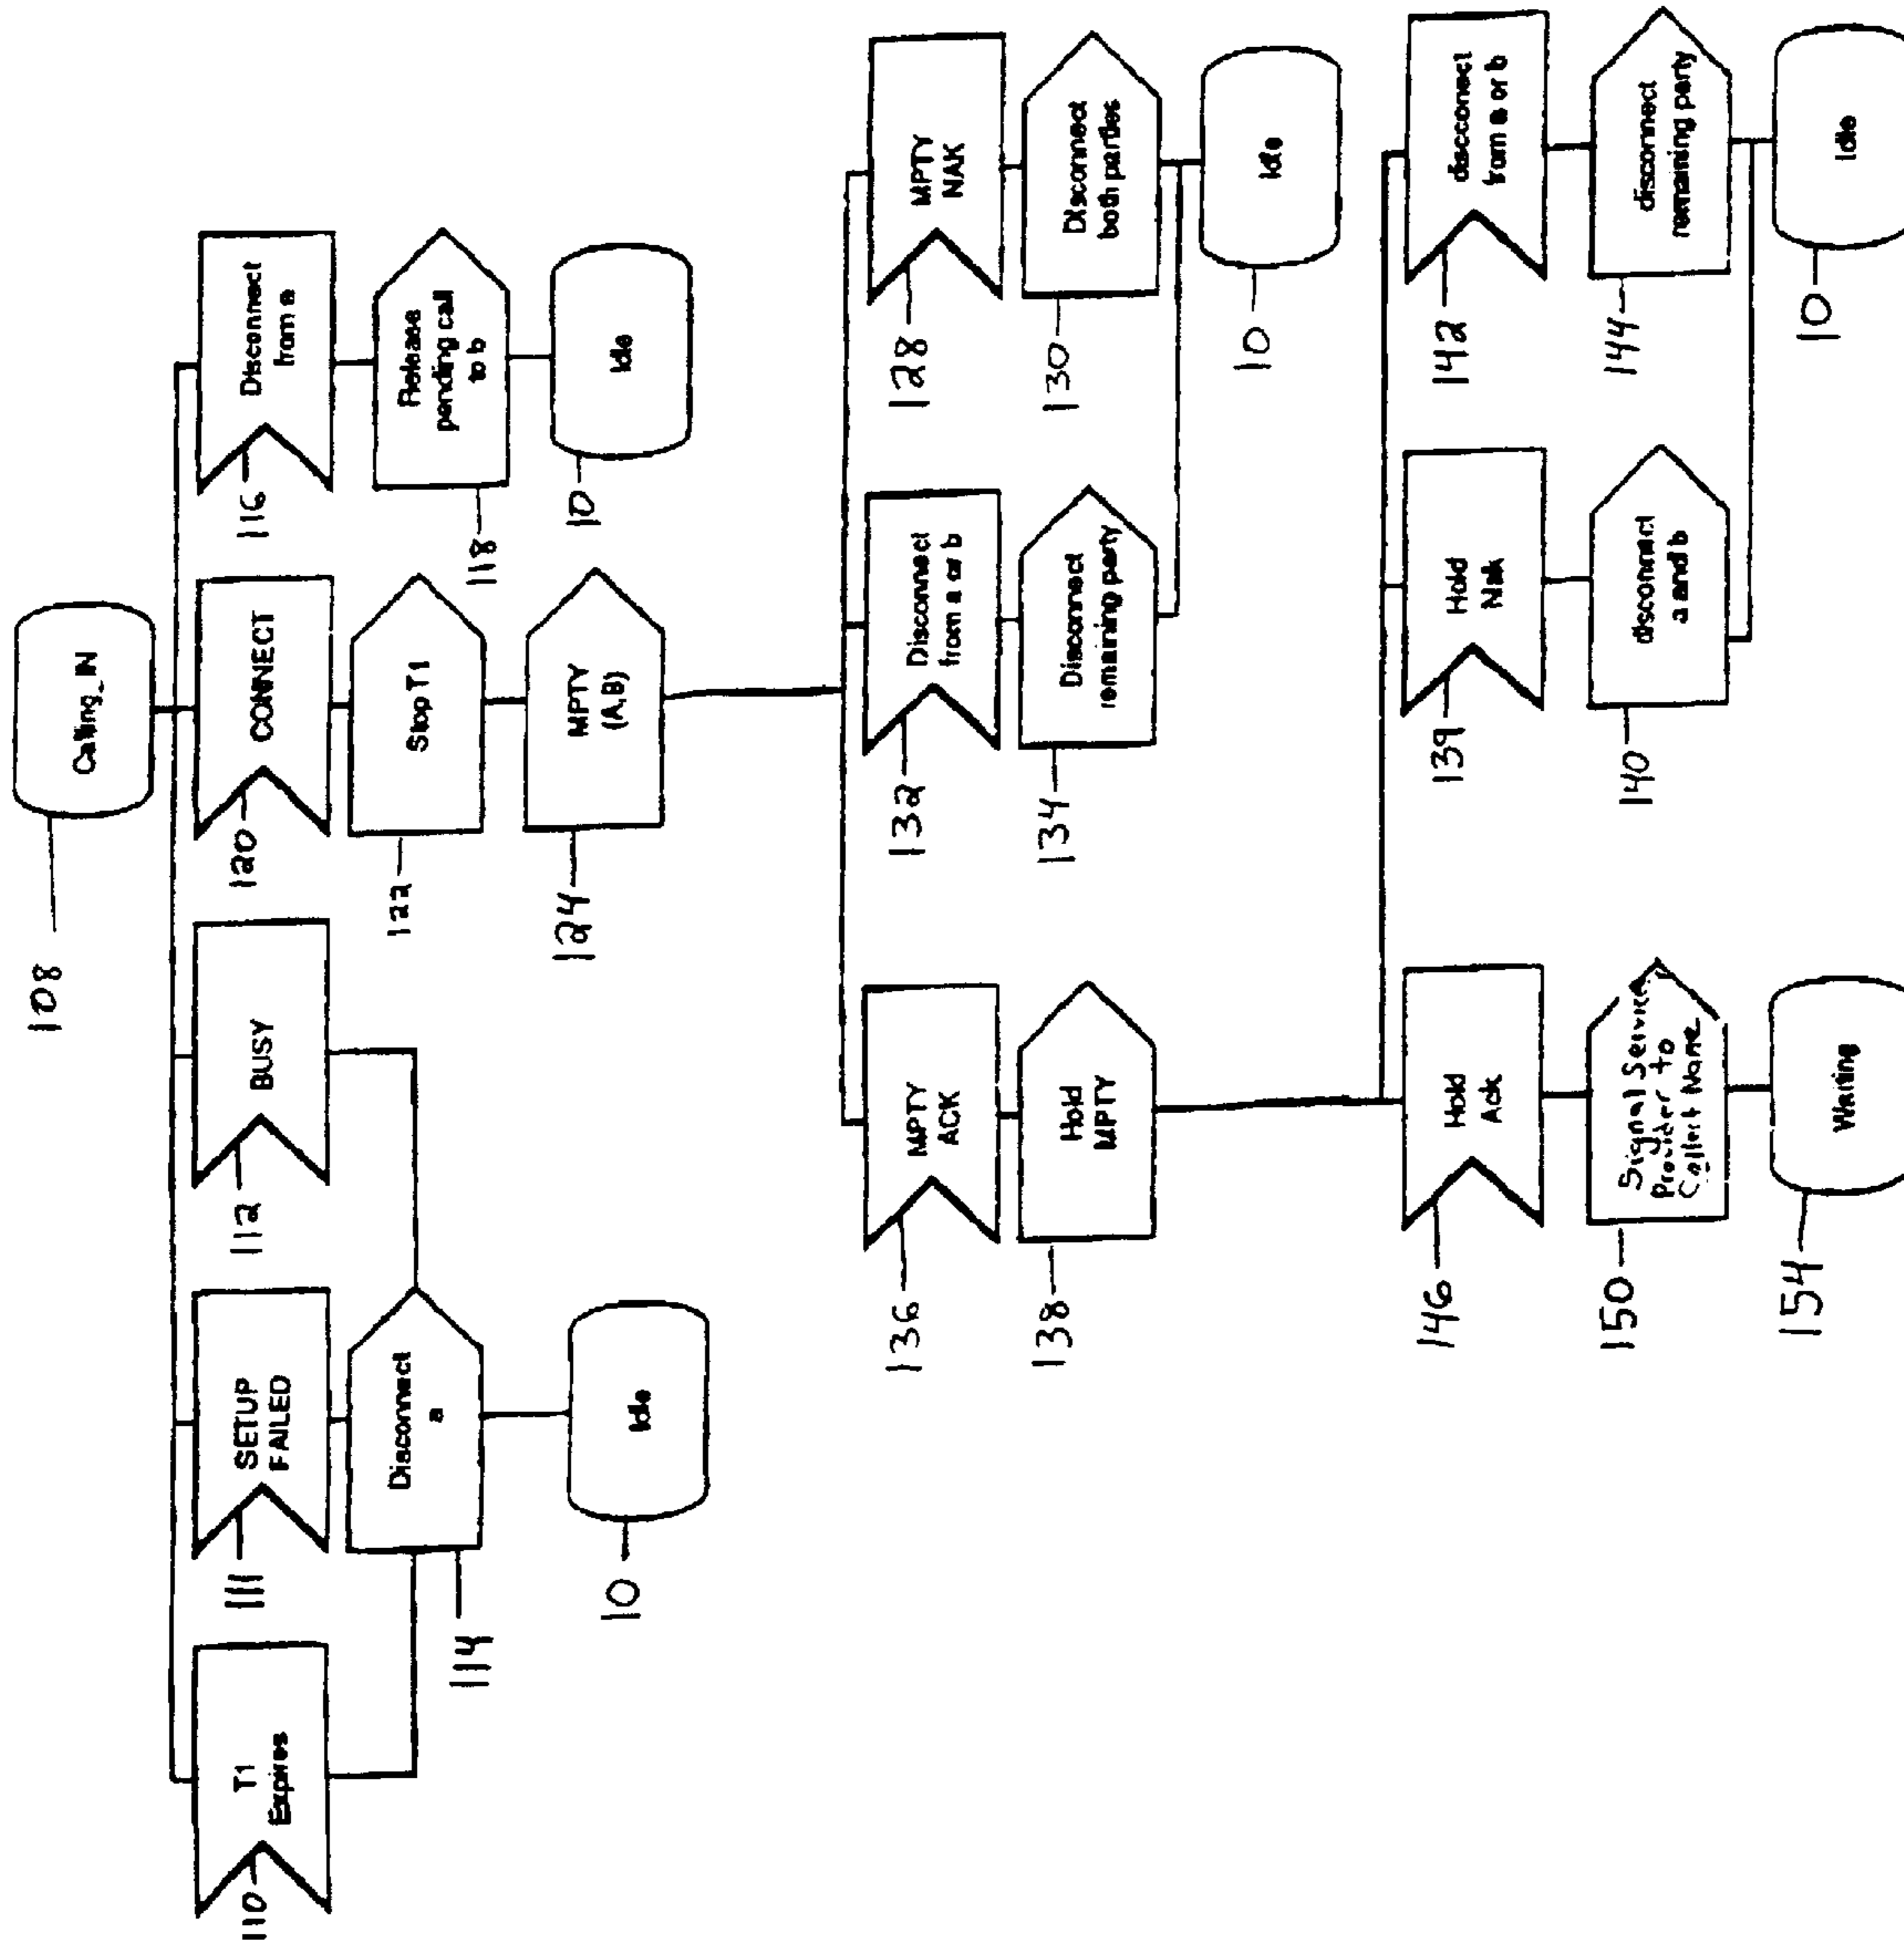 108
Calling_IN
110
T1
Expires
111
SETUP
FAILED
112
BUSY
120
CONNECT
116
Disconnect
from a
114
Disconnect
a
122
Stop T1
118
Release
pending call
to b
10
Idle
124
MPTY
(A,B)
10
Idle
136
MPTY
ACK
132
Disconnect
from a or b
128
MPTY
NAK
138
Hold
MPTY
134
Disconnect
remaining party
130
Disconnect
both parties
10
Idle
146
Hold
Ack
139
Hold
Nak
142
disconnect
from a or b
150
Signal Service
Provider to
Collect Name
140
disconnect
a and b
144
disconnect
remaining party
154
Waiting
10
Idle